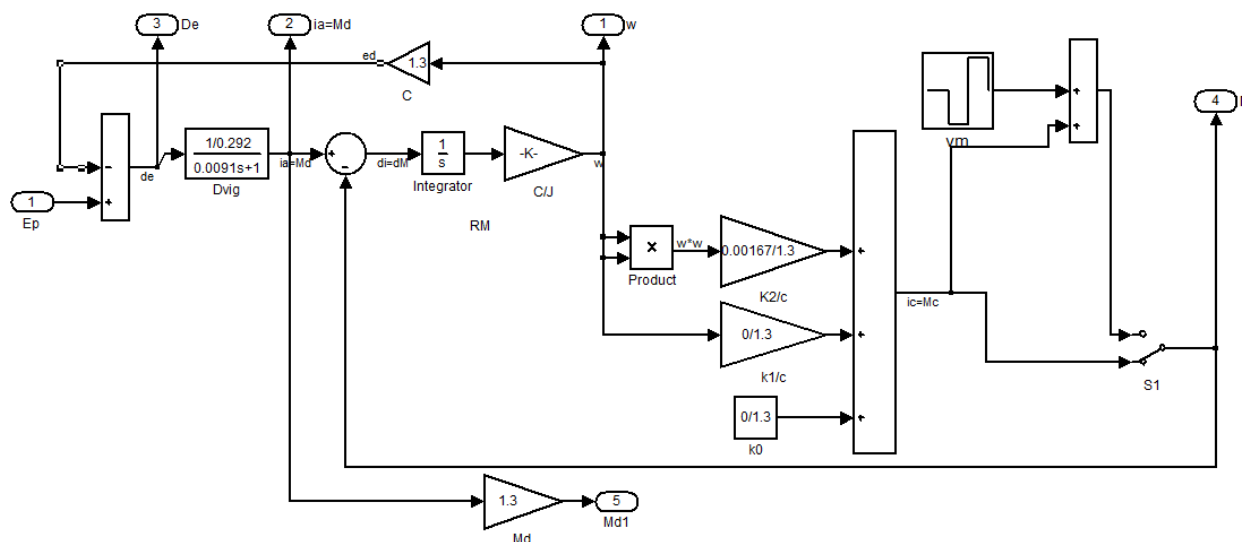 3
De
2
ia=Md
1
w
ed
1.3
C
vm
4
I
1/0.292
0.0091s+1
Dvig
de
ia=Md
di=dM
1
s
Integrator
-K-
C/J
w
RM
1
Ep
×
Product
w*w
0.00167/1.3
K2/c
0/1.3
k1/c
0/1.3
k0
ic=Mc
S1
1.3
Md
5
Md1